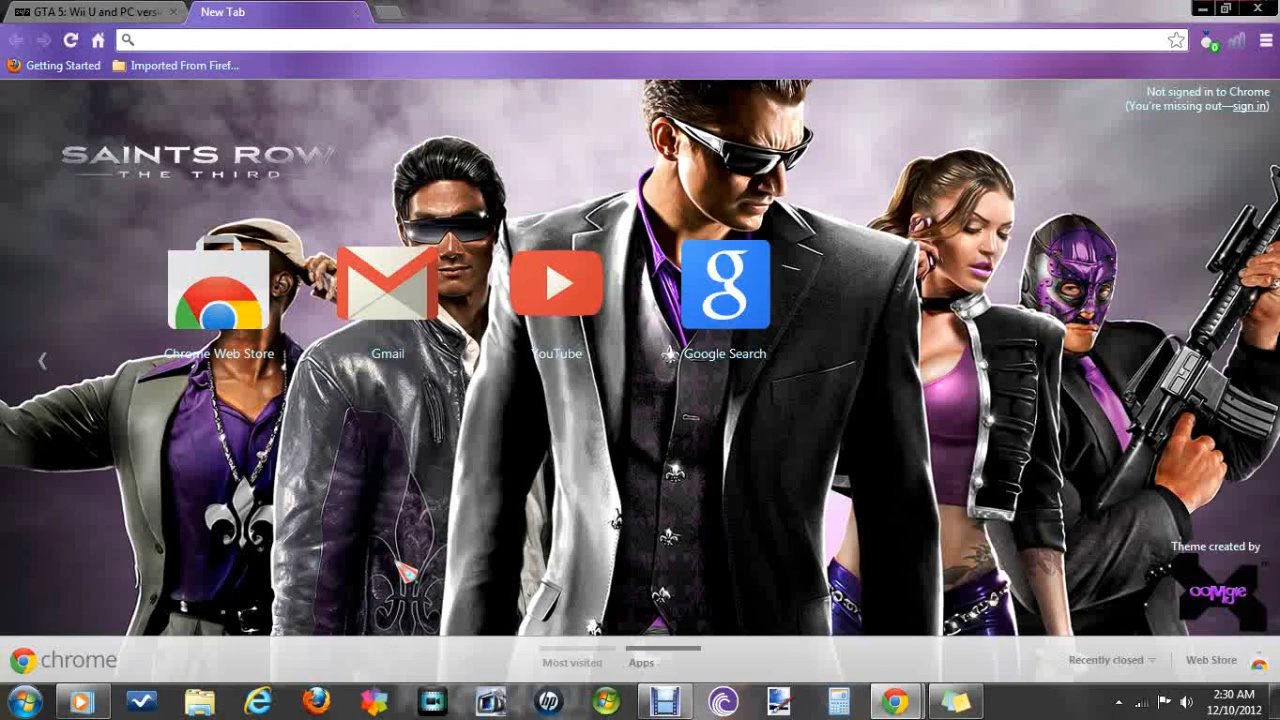 GTA 5: Wii U and PC vers
New Tab
Getting Started
Imported From Firef...
Not signed in to Chrome
(You're missing out—sign in)
SAINTS ROW
THE THIRD
Chrome Web Store
Gmail
YouTube
Google Search
Theme created by
chrome
Most visited
Apps
Recently closed
Web Store
2:30 AM
12/10/2012